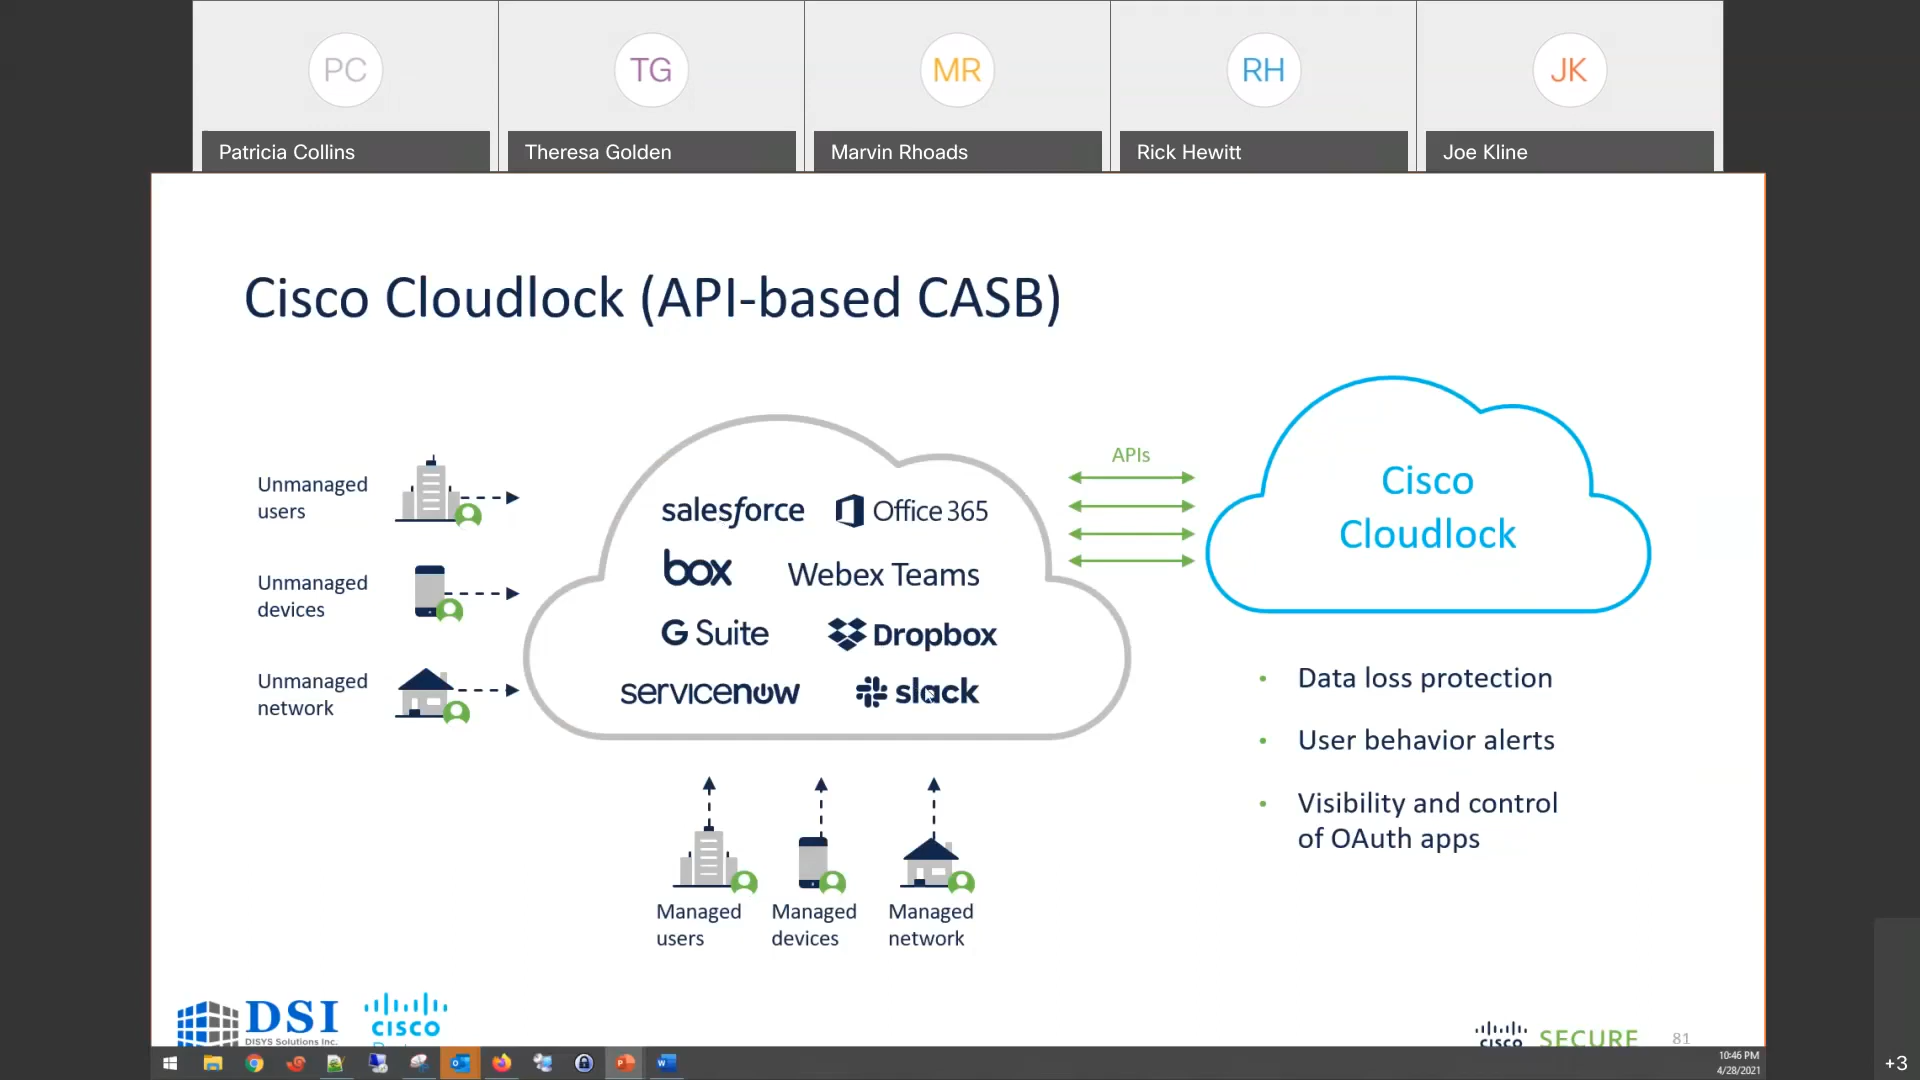 PC
TG
MR
RH
JK
Patricia Collins
Theresa Golden
Marvin Rhoads
Rick Hewitt
Joe Kline
Cisco Cloudlock (API-based CASB)
Unmanaged
users
Unmanaged
devices
Unmanaged
network
salesforce
Office 365
box
Webex Teams
G Suite
Dropbox
servicenow
slack
APIs
Cisco
Cloudlock
• Data loss protection
• User behavior alerts
• Visibility and control
of OAuth apps
Managed
users
Managed
devices
Managed
network
DSI
DISYS Solutions Inc.
CISCO
CISCO
SECURE
81
10:46 PM
4/28/2021
+3